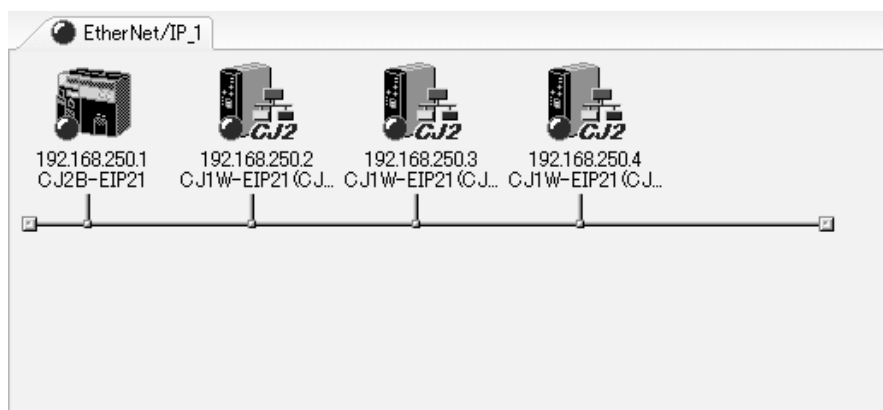 EtherNet/IP_1
CJ2 CJ2 CJ2
192.168.250.1 192.168.250.2 192.168.250.3 192.168.250.4
CJ2B-EIP21 CJ1W-EIP21(CJ... CJ1W-EIP21(CJ... CJ1W-EIP21(CJ...